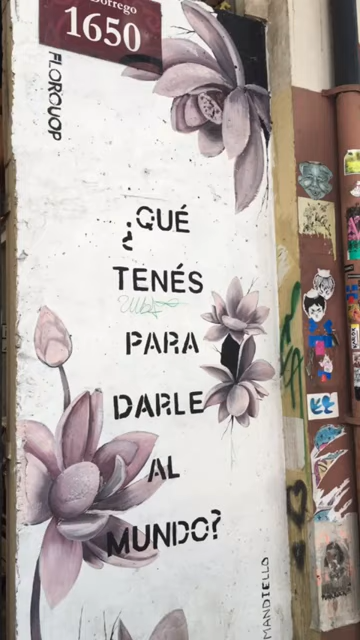 Dorrego
1650
FLORCUOP
¿QUÉ
TENÉS
PARA
DARLE
AL
MUNDO?
MANDIELLO